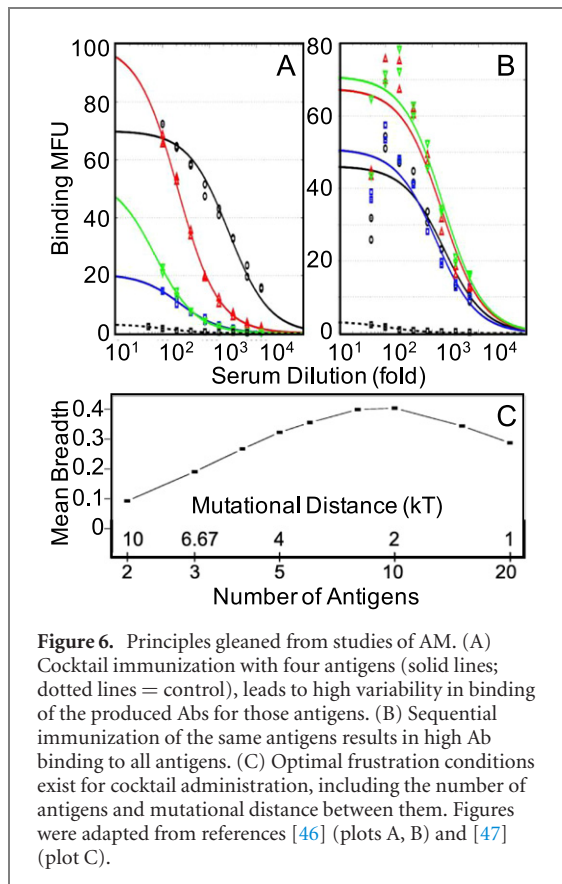 100
80
60
40
20
0
Binding MFU
A
B
80
60
40
20
0
10¹ 10² 10³ 10⁴ 10¹ 10² 10³ 10⁴
Serum Dilution (fold)
Mean Breadth
0.4
0.3
0.2
0.1
0
C
Mutational Distance (kT)
10 6.67 4 2 1
2 3 5 10 20
Number of Antigens
Figure 6. Principles gleaned from studies of AM. (A)
Cocktail immunization with four antigens (solid lines;
dotted lines = control), leads to high variability in binding
of the produced Abs for those antigens. (B) Sequential
immunization of the same antigens results in high Ab
binding to all antigens. (C) Optimal frustration conditions
exist for cocktail administration, including the number of
antigens and mutational distance between them. Figures
were adapted from references [46] (plots A, B) and [47]
(plot C).